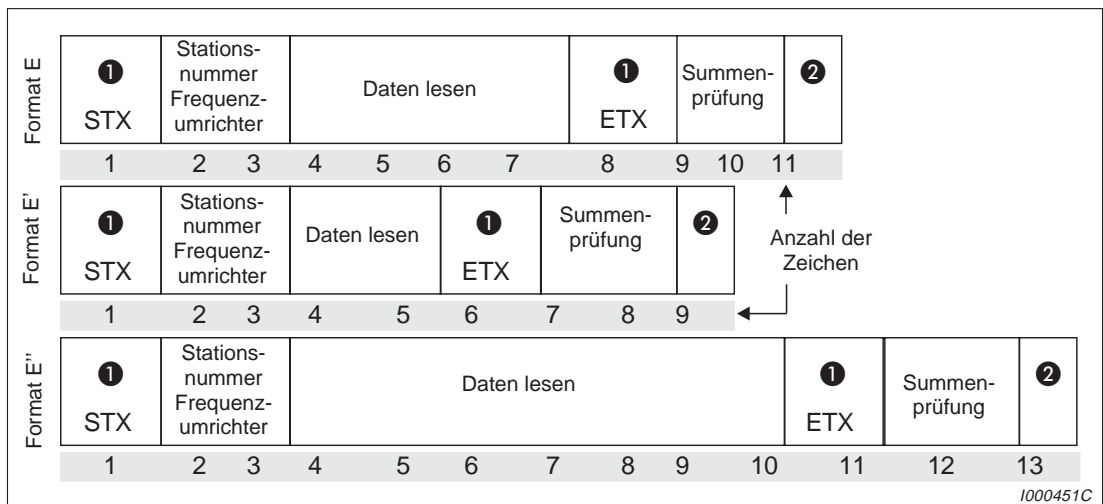 Format E
❶
STX
Stations-
nummer
Frequenz-
umrichter
Daten lesen
❶
ETX
Summen-
prüfung
❷
1 2 3 4 5 6 7 8 9 10 11
Format E’
❶
STX
Stations-
nummer
Frequenz-
umrichter
Daten lesen
❶
ETX
Summen-
prüfung
❷
Anzahl der
Zeichen
1 2 3 4 5 6 7 8 9
Format E’’
❶
STX
Stations-
nummer
Frequenz-
umrichter
Daten lesen
❶
ETX
Summen-
prüfung
❷
1 2 3 4 5 6 7 8 9 10 11 12 13
I000451C